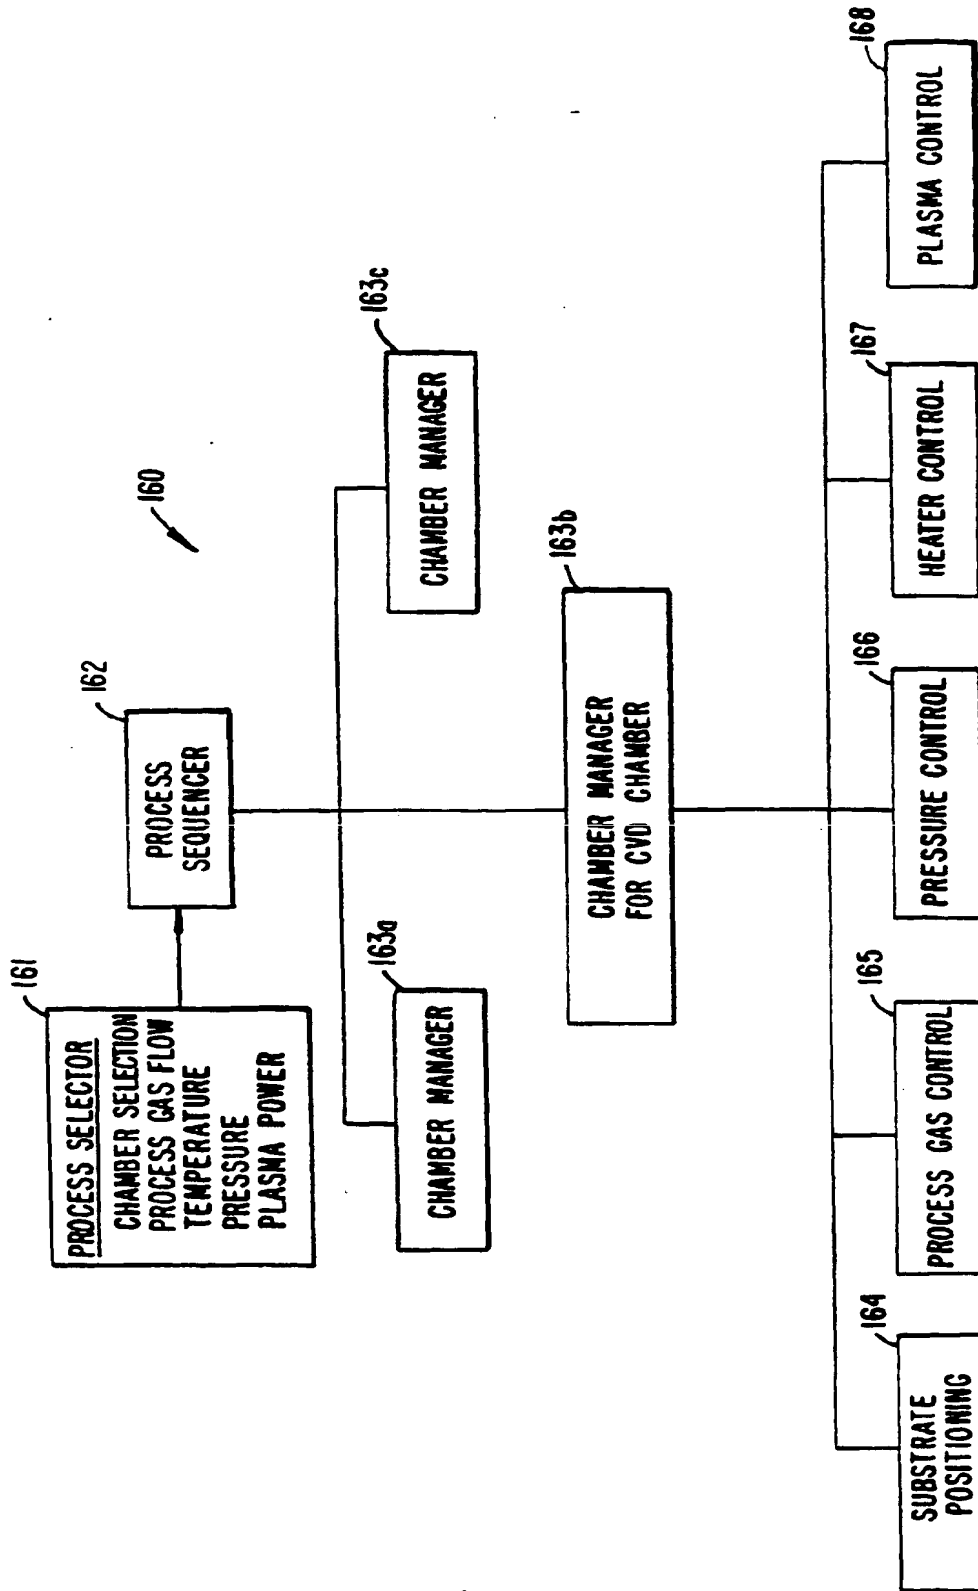 160
161
PROCESS SELECTOR
CHAMBER SELECTION
PROCESS GAS FLOW
TEMPERATURE
PRESSURE
PLASMA POWER
162
PROCESS
SEQUENCER
163a
CHAMBER MANAGER
163c
CHAMBER MANAGER
163b
CHAMBER MANAGER
FOR CVD CHAMBER
164
SUBSTRATE
POSITIONING
165
PROCESS GAS CONTROL
166
PRESSURE CONTROL
167
HEATER CONTROL
168
PLASMA CONTROL